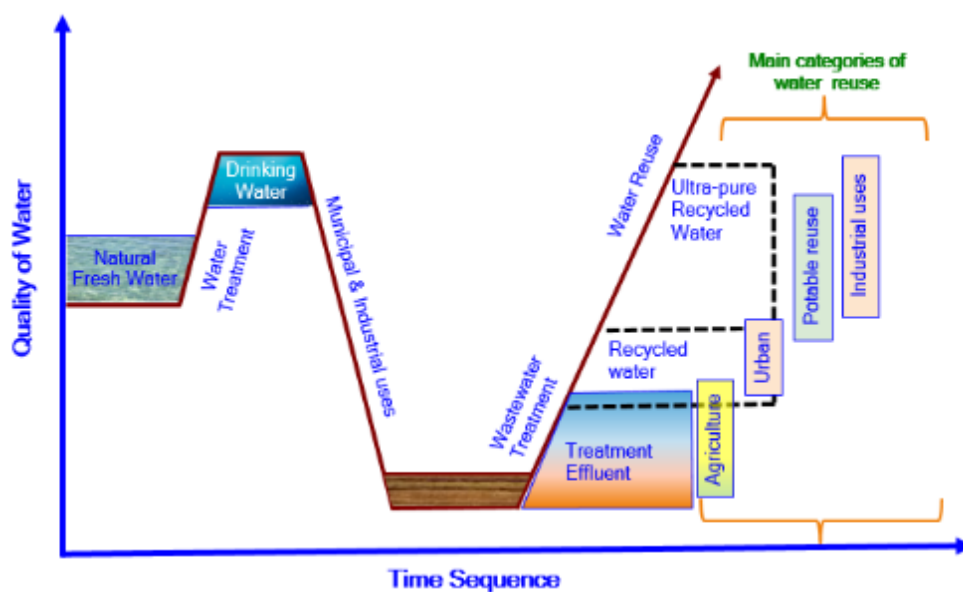 Quality of Water
Natural
Fresh Water
Water
Treatment
Drinking
Water
Municipal & Industrial uses
Wastewater
Treatment
Water Reuse
Treatment
Effluent
Recycled
water
Ultra-pure
Recycled
Water
Main categories of
water reuse
Agriculture
Urban
Potable reuse
Industrial uses
Time Sequence